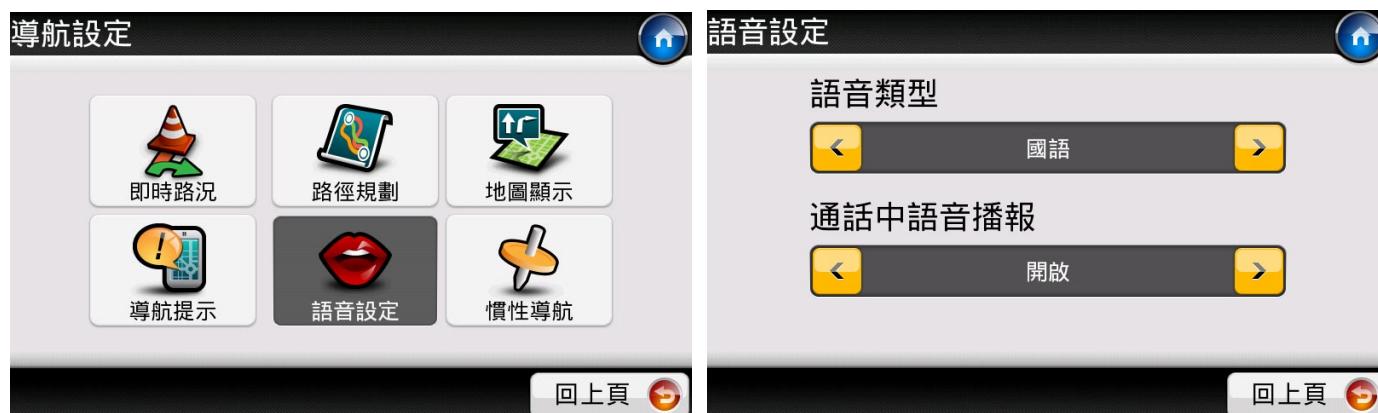 導航設定
即時路況
路徑規劃
地圖顯示
導航提示
語音設定
慣性導航
回上頁
語音設定
語音類型
國語
通話中語音播報
開啟
回上頁